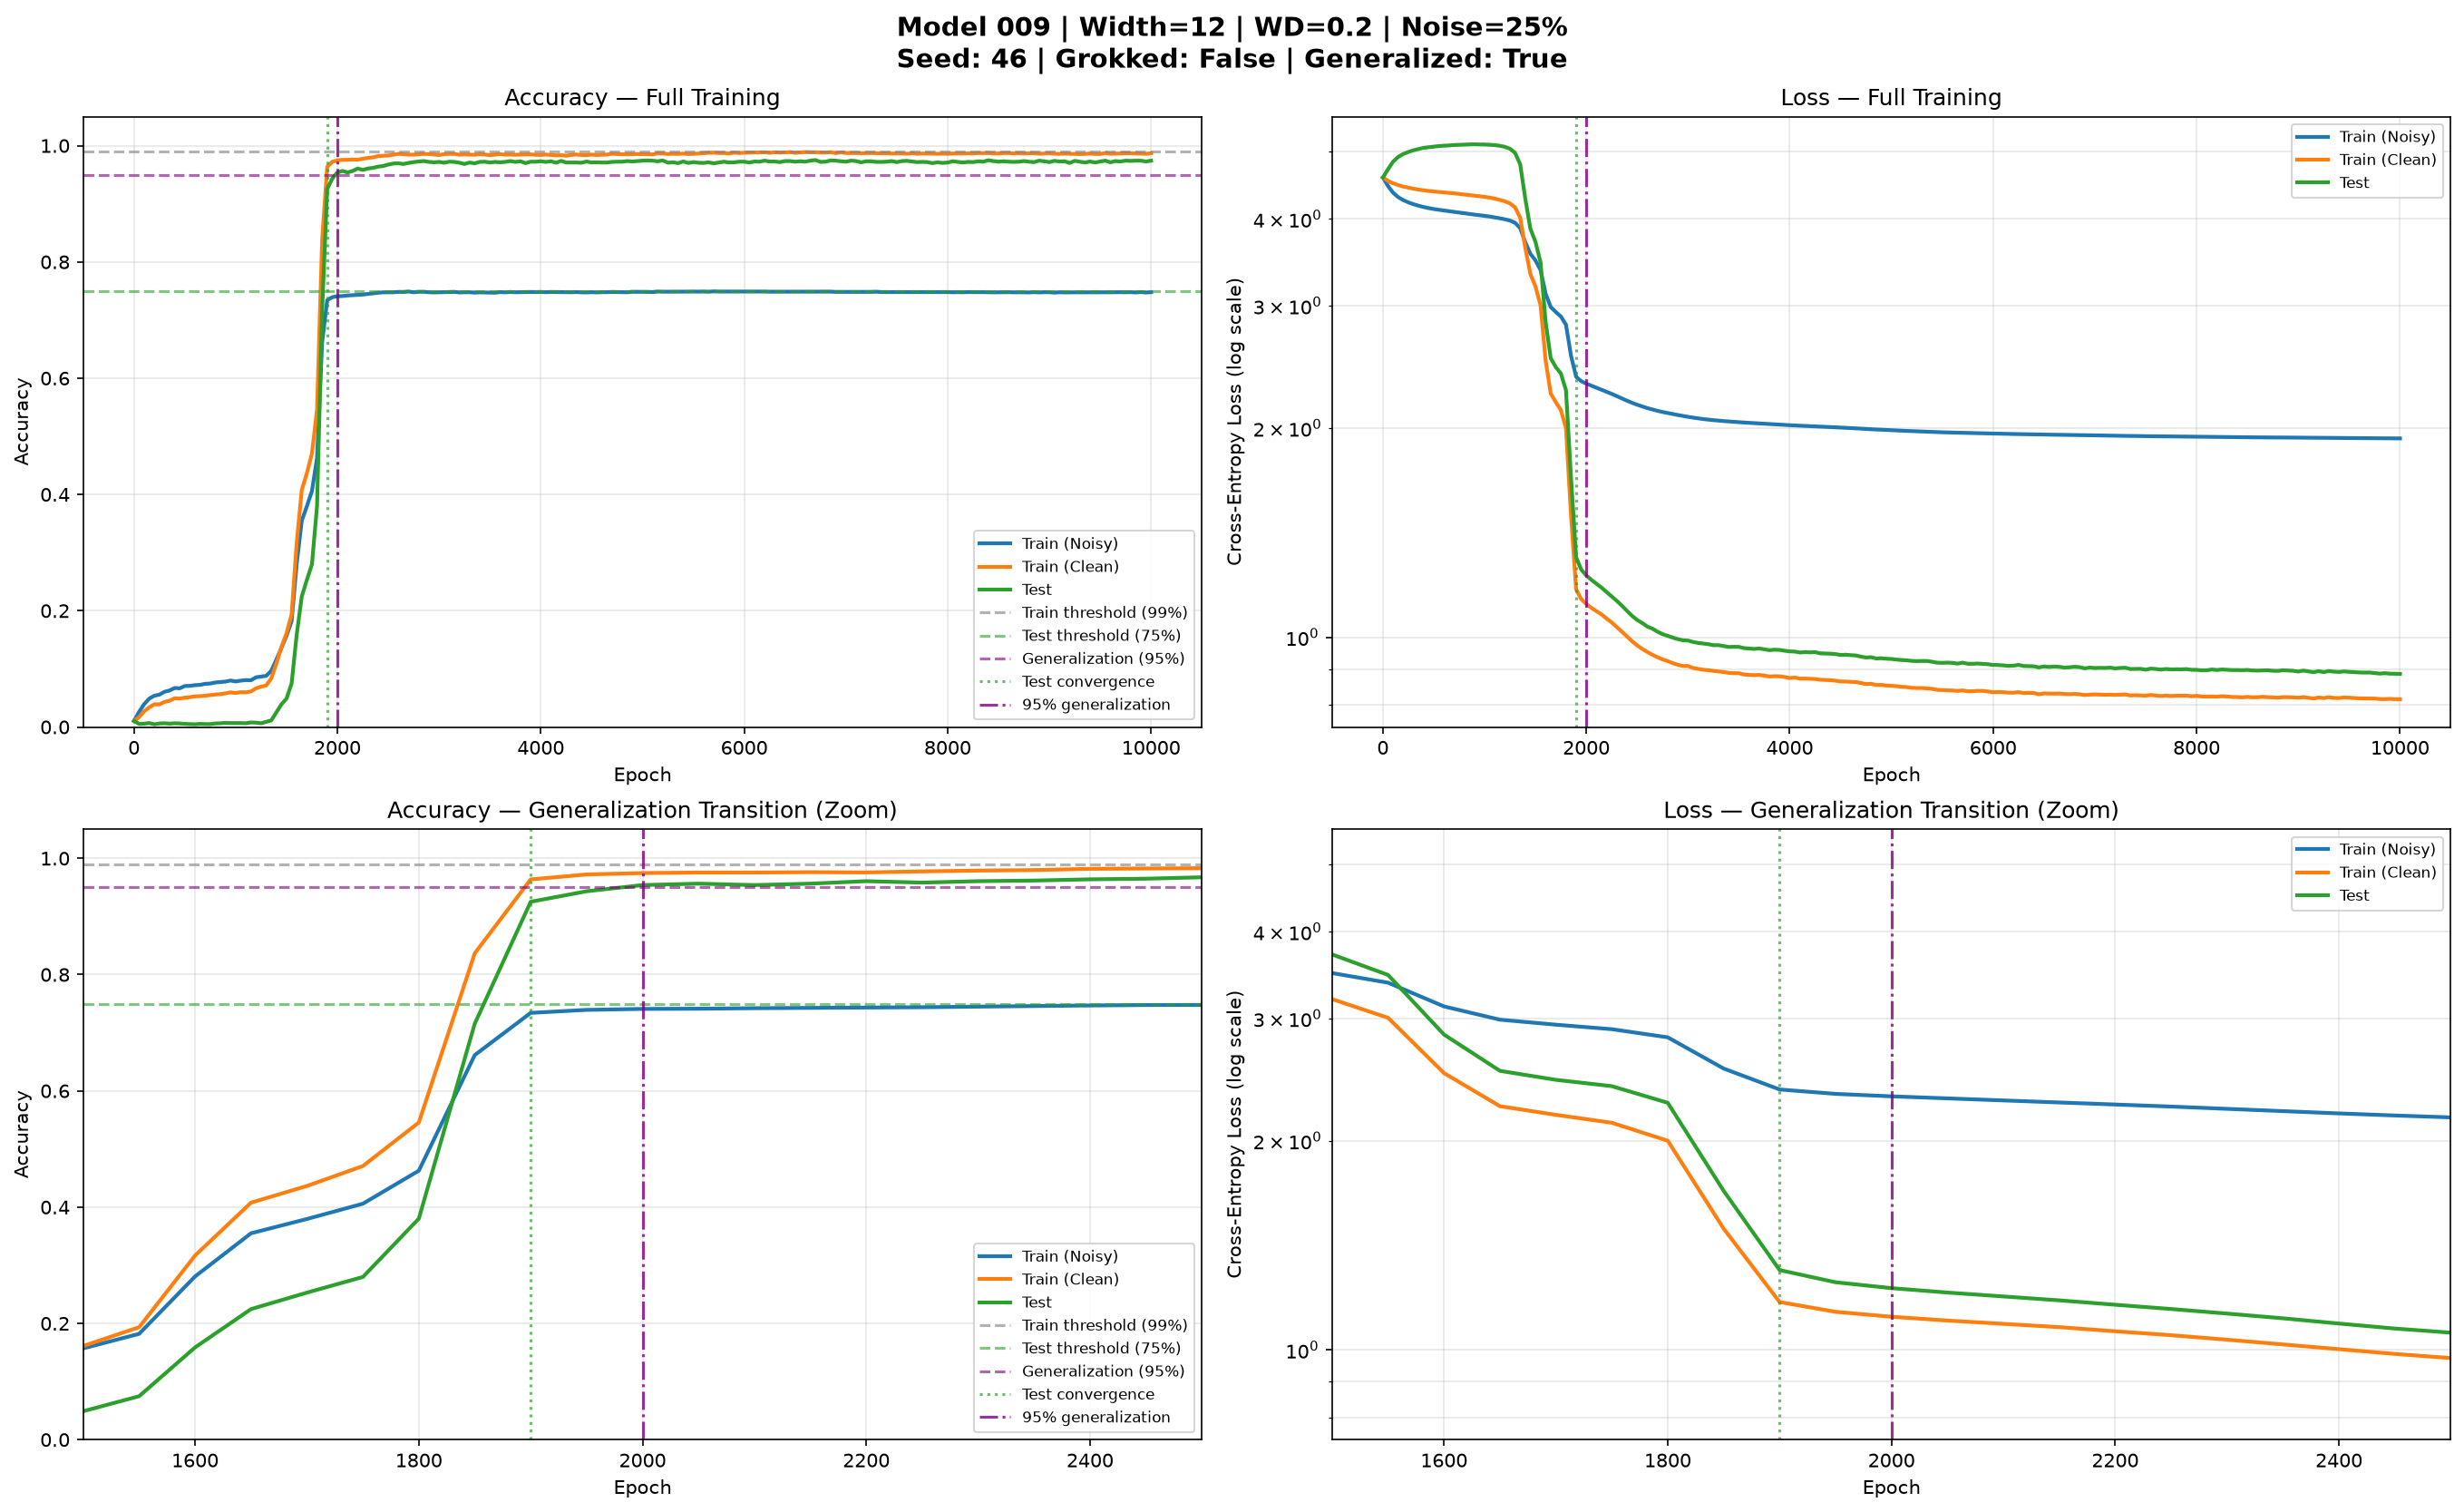 Model 009 | Width=12 | WD=0.2 | Noise=25%
Seed: 46 | Grokked: False | Generalized: True
Accuracy — Full Training
Accuracy
1.0
0.8
0.6
0.4
0.2
0.0
0 2000 4000 6000 8000 10000
Epoch
Train (Noisy)
Train (Clean)
Test
Train threshold (99%)
Test threshold (75%)
Generalization (95%)
Test convergence
95% generalization
Loss — Full Training
Cross-Entropy Loss (log scale)
4 × 10⁰
3 × 10⁰
2 × 10⁰
10⁰
0 2000 4000 6000 8000 10000
Epoch
Train (Noisy)
Train (Clean)
Test
Accuracy — Generalization Transition (Zoom)
Accuracy
1.0
0.8
0.6
0.4
0.2
0.0
1600 1800 2000 2200 2400
Epoch
Train (Noisy)
Train (Clean)
Test
Train threshold (99%)
Test threshold (75%)
Generalization (95%)
Test convergence
95% generalization
Loss — Generalization Transition (Zoom)
Cross-Entropy Loss (log scale)
4 × 10⁰
3 × 10⁰
2 × 10⁰
10⁰
1600 1800 2000 2200 2400
Epoch
Train (Noisy)
Train (Clean)
Test